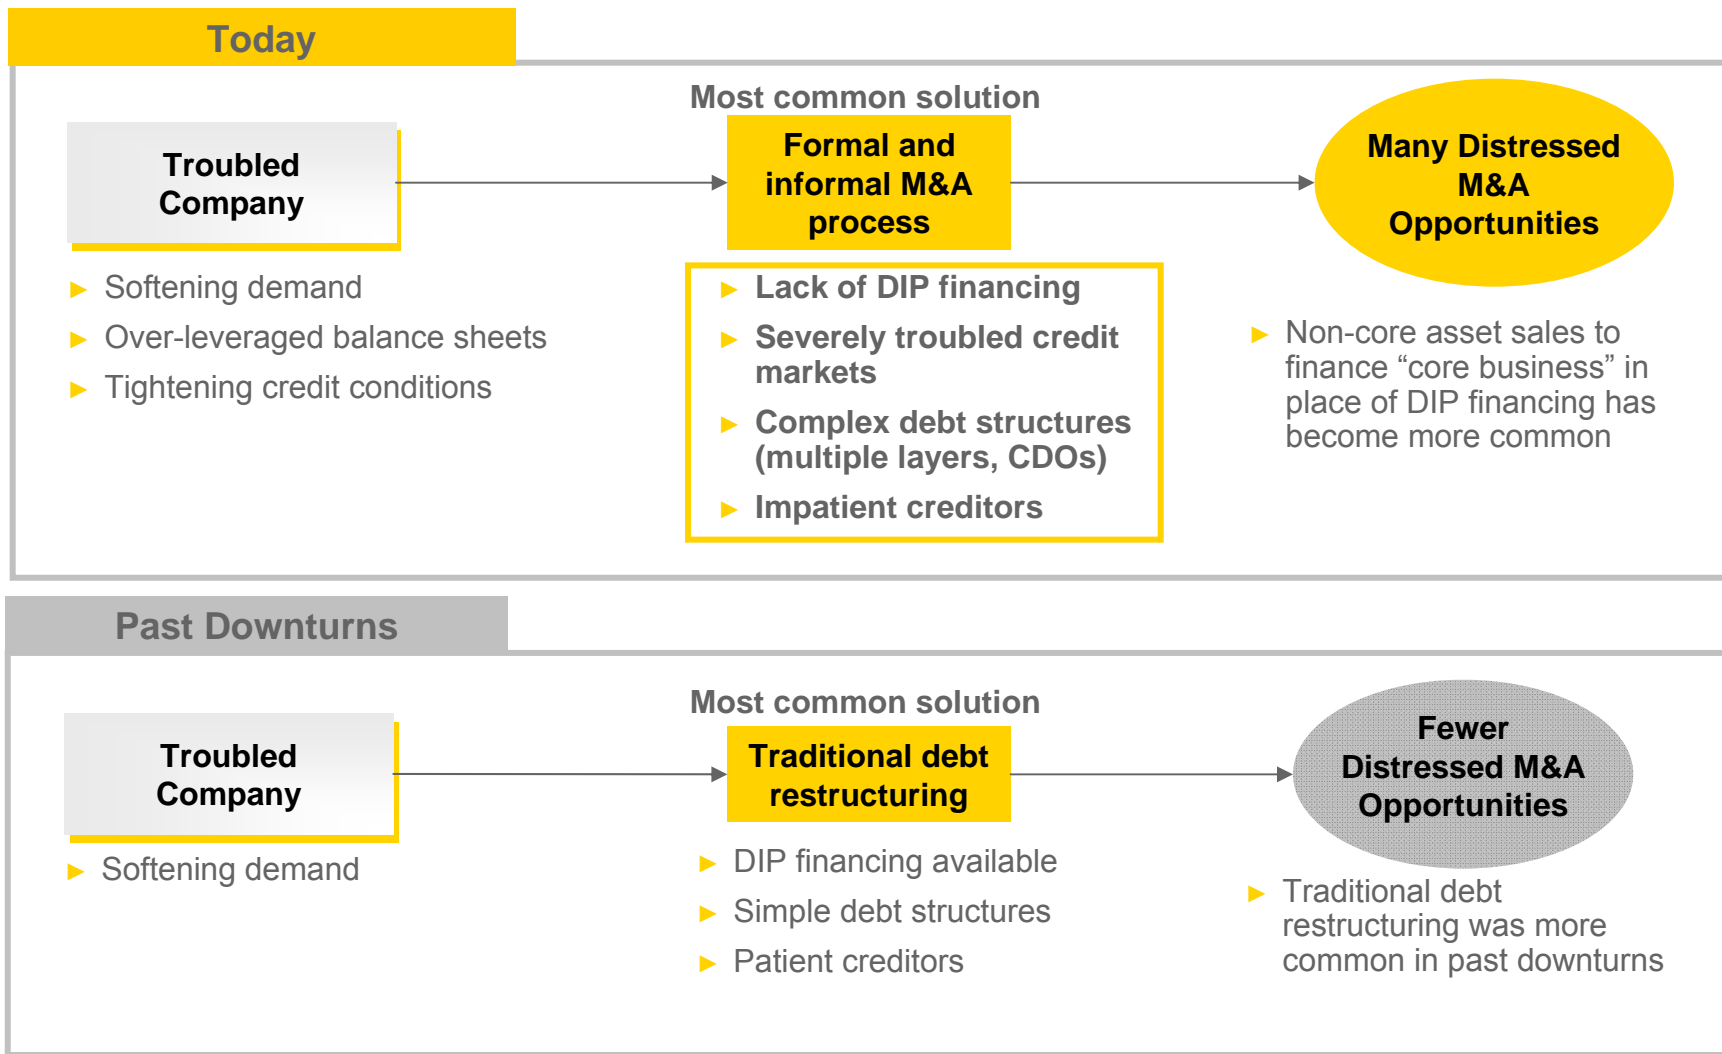 Today
Most common solution
Troubled
Company
Formal and
informal M&A
process
Many Distressed
M&A
Opportunities
► Softening demand
► Over-leveraged balance sheets
► Tightening credit conditions
► Lack of DIP financing
► Severely troubled credit
markets
► Complex debt structures
(multiple layers, CDOs)
► Impatient creditors
► Non-core asset sales to
finance “core business” in
place of DIP financing has
become more common
Past Downturns
Most common solution
Troubled
Company
Traditional debt
restructuring
Fewer
Distressed M&A
Opportunities
► Softening demand
► DIP financing available
► Simple debt structures
► Patient creditors
► Traditional debt
restructuring was more
common in past downturns